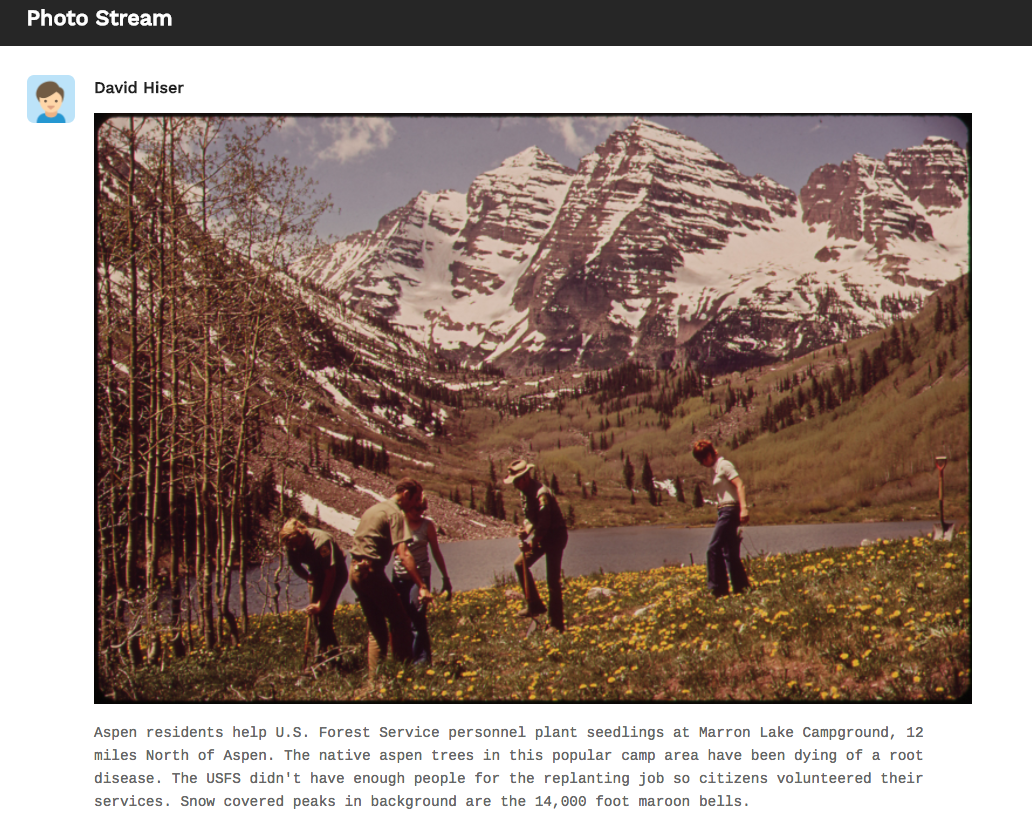 Photo Stream
David Hiser
Aspen residents help U.S. Forest Service personnel plant seedlings at Marron Lake Campground, 12
miles North of Aspen. The native aspen trees in this popular camp area have been dying of a root
disease. The USFS didn't have enough people for the replanting job so citizens volunteered their
services. Snow covered peaks in background are the 14,000 foot maroon bells.